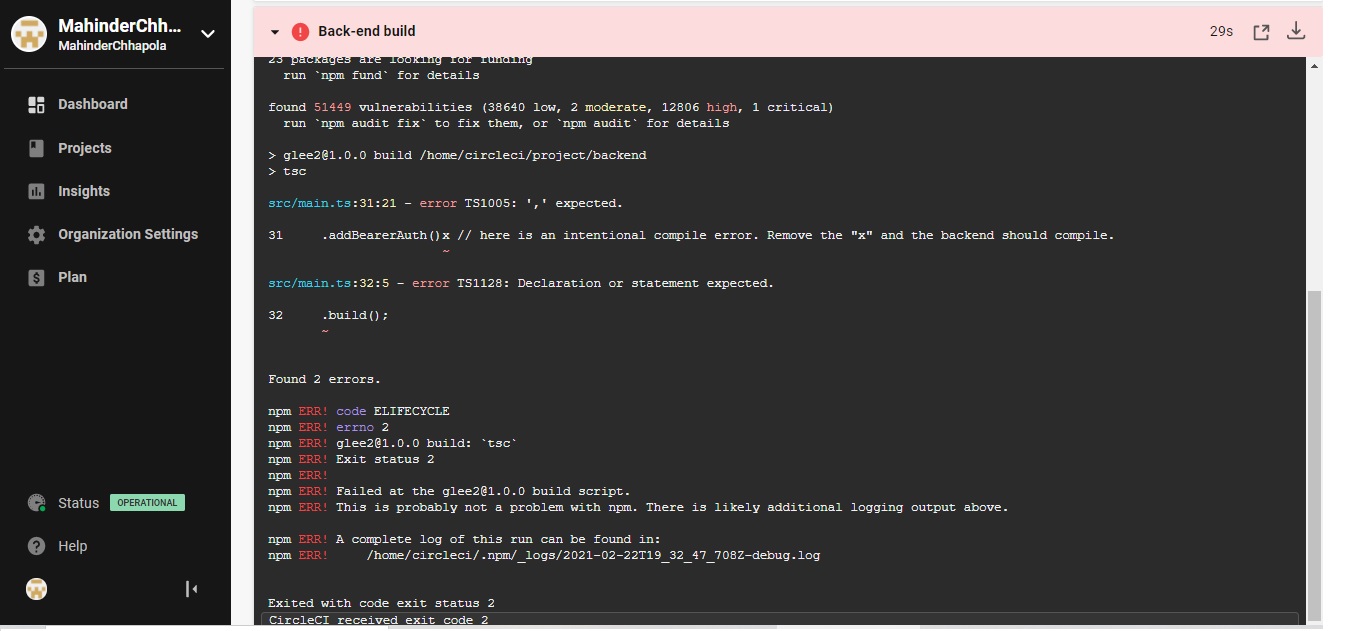 MahinderChh...
MahinderChhapola
Dashboard
Projects
Insights
Organization Settings
Plan
Status OPERATIONAL
Help
Back-end build 29s
23 packages are looking for funding
run `npm fund` for details
found 51449 vulnerabilities (38640 low, 2 moderate, 12806 high, 1 critical)
run `npm audit fix` to fix them, or `npm audit` for details
> glee2@1.0.0 build /home/circleci/project/backend
> tsc
src/main.ts:31:21 - error TS1005: ',' expected.
31 .addBearerAuth()x // here is an intentional compile error. Remove the "x" and the backend should compile.
~
src/main.ts:32:5 - error TS1128: Declaration or statement expected.
32 .build();
~
Found 2 errors.
npm ERR! code ELIFECYCLE
npm ERR! errno 2
npm ERR! glee2@1.0.0 build: `tsc`
npm ERR! Exit status 2
npm ERR!
npm ERR! Failed at the glee2@1.0.0 build script.
npm ERR! This is probably not a problem with npm. There is likely additional logging output above.
npm ERR! A complete log of this run can be found in:
npm ERR! /home/circleci/.npm/_logs/2021-02-22T19_32_47_708Z-debug.log
Exited with code exit status 2
CircleCI received exit code 2